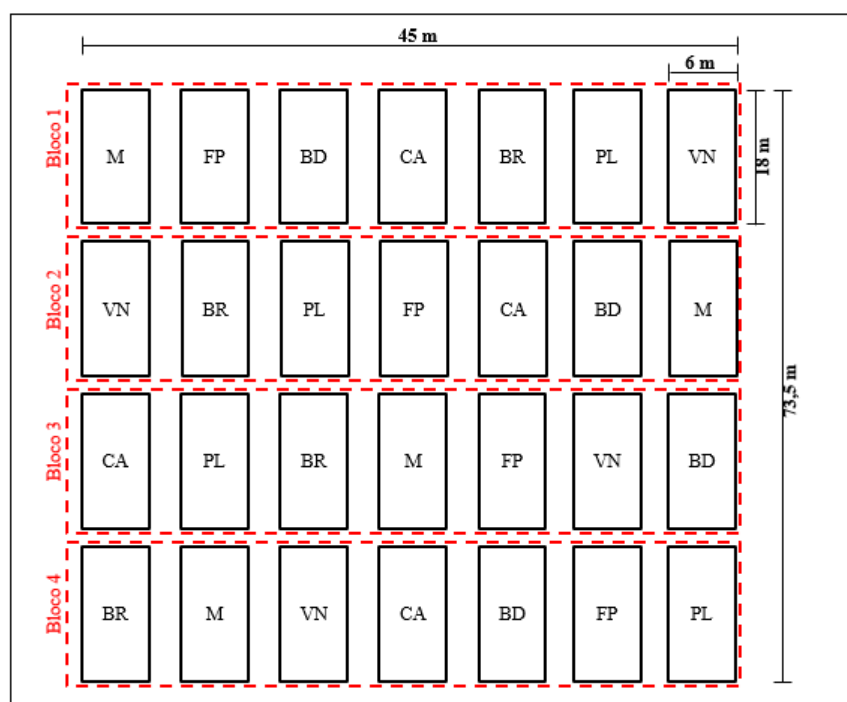 45 m
6 m
Bloco 1
M FP BD CA BR PL VN
18 m
Bloco 2
VN BR PL FP CA BD M
73,5 m
Bloco 3
CA PL BR M FP VN BD
Bloco 4
BR M VN CA BD FP PL